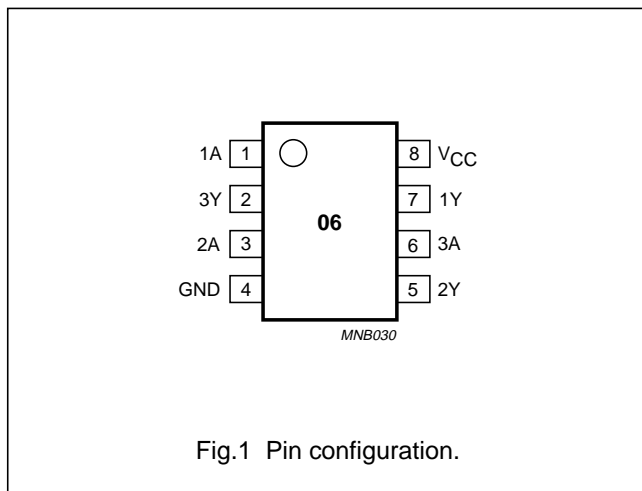 1A 1 8 VCC
3Y 2 7 1Y
06
2A 3 6 3A
GND 4 5 2Y
MNB030
Fig.1 Pin configuration.